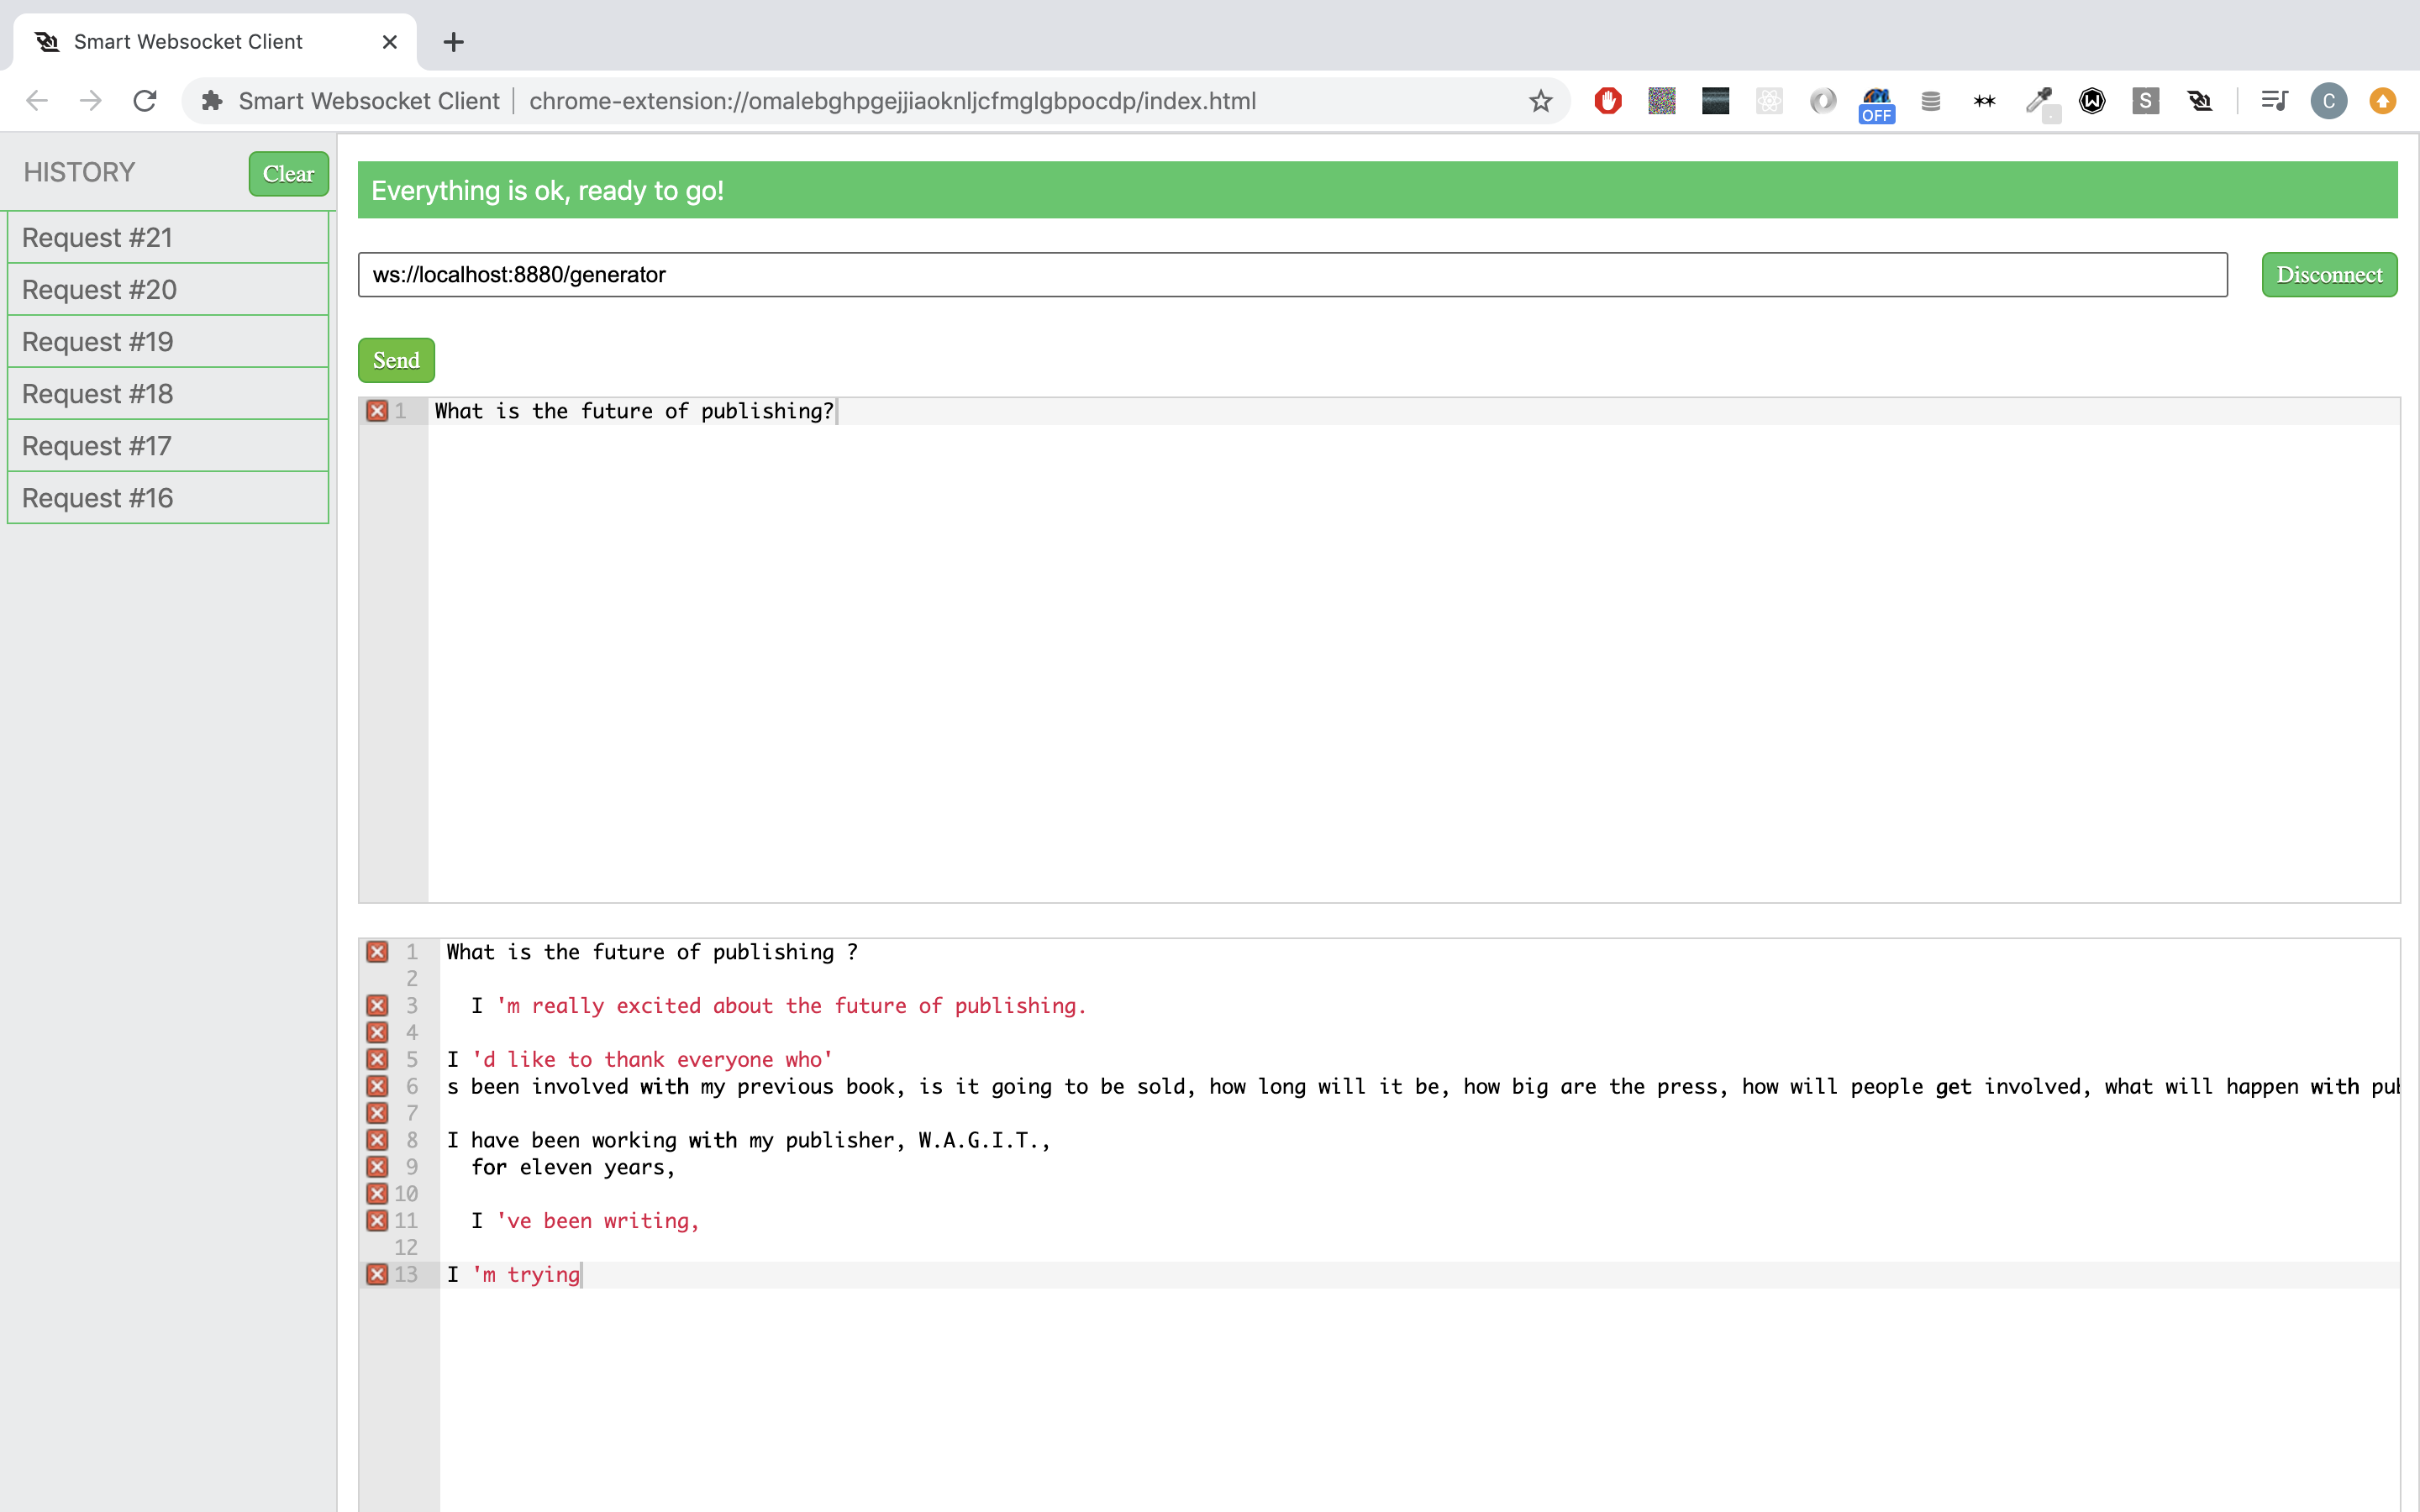 Smart Websocket Client
Smart Websocket Client | chrome-extension://omalebghpgejjiaoknljcfmglgbpocdp/index.html
OFF
S
C
HISTORY
Clear
Request #21
Request #20
Request #19
Request #18
Request #17
Request #16
Everything is ok, ready to go!
ws://localhost:8880/generator
Disconnect
Send
1 What is the future of publishing?
1 What is the future of publishing ?
2
3 I 'm really excited about the future of publishing.
4
5 I 'd like to thank everyone who'
6 s been involved with my previous book, is it going to be sold, how long will it be, how big are the press, how will people get involved, what will happen with
7
8 I have been working with my publisher, W.A.G.I.T.,
9 for eleven years,
10
11 I 've been writing,
12
13 I 'm trying